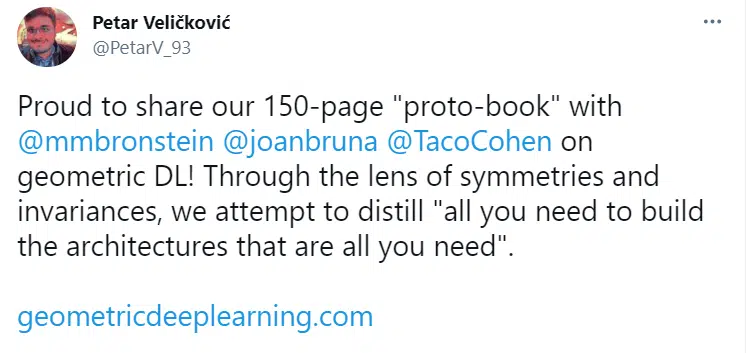 Petar Veličković
@PetarV_93
Proud to share our 150-page "proto-book" with
@mmbronstein @joanbruna @TacoCohen on
geometric DL! Through the lens of symmetries and
invariances, we attempt to distill "all you need to build
the architectures that are all you need".
geometricdeeplearning.com